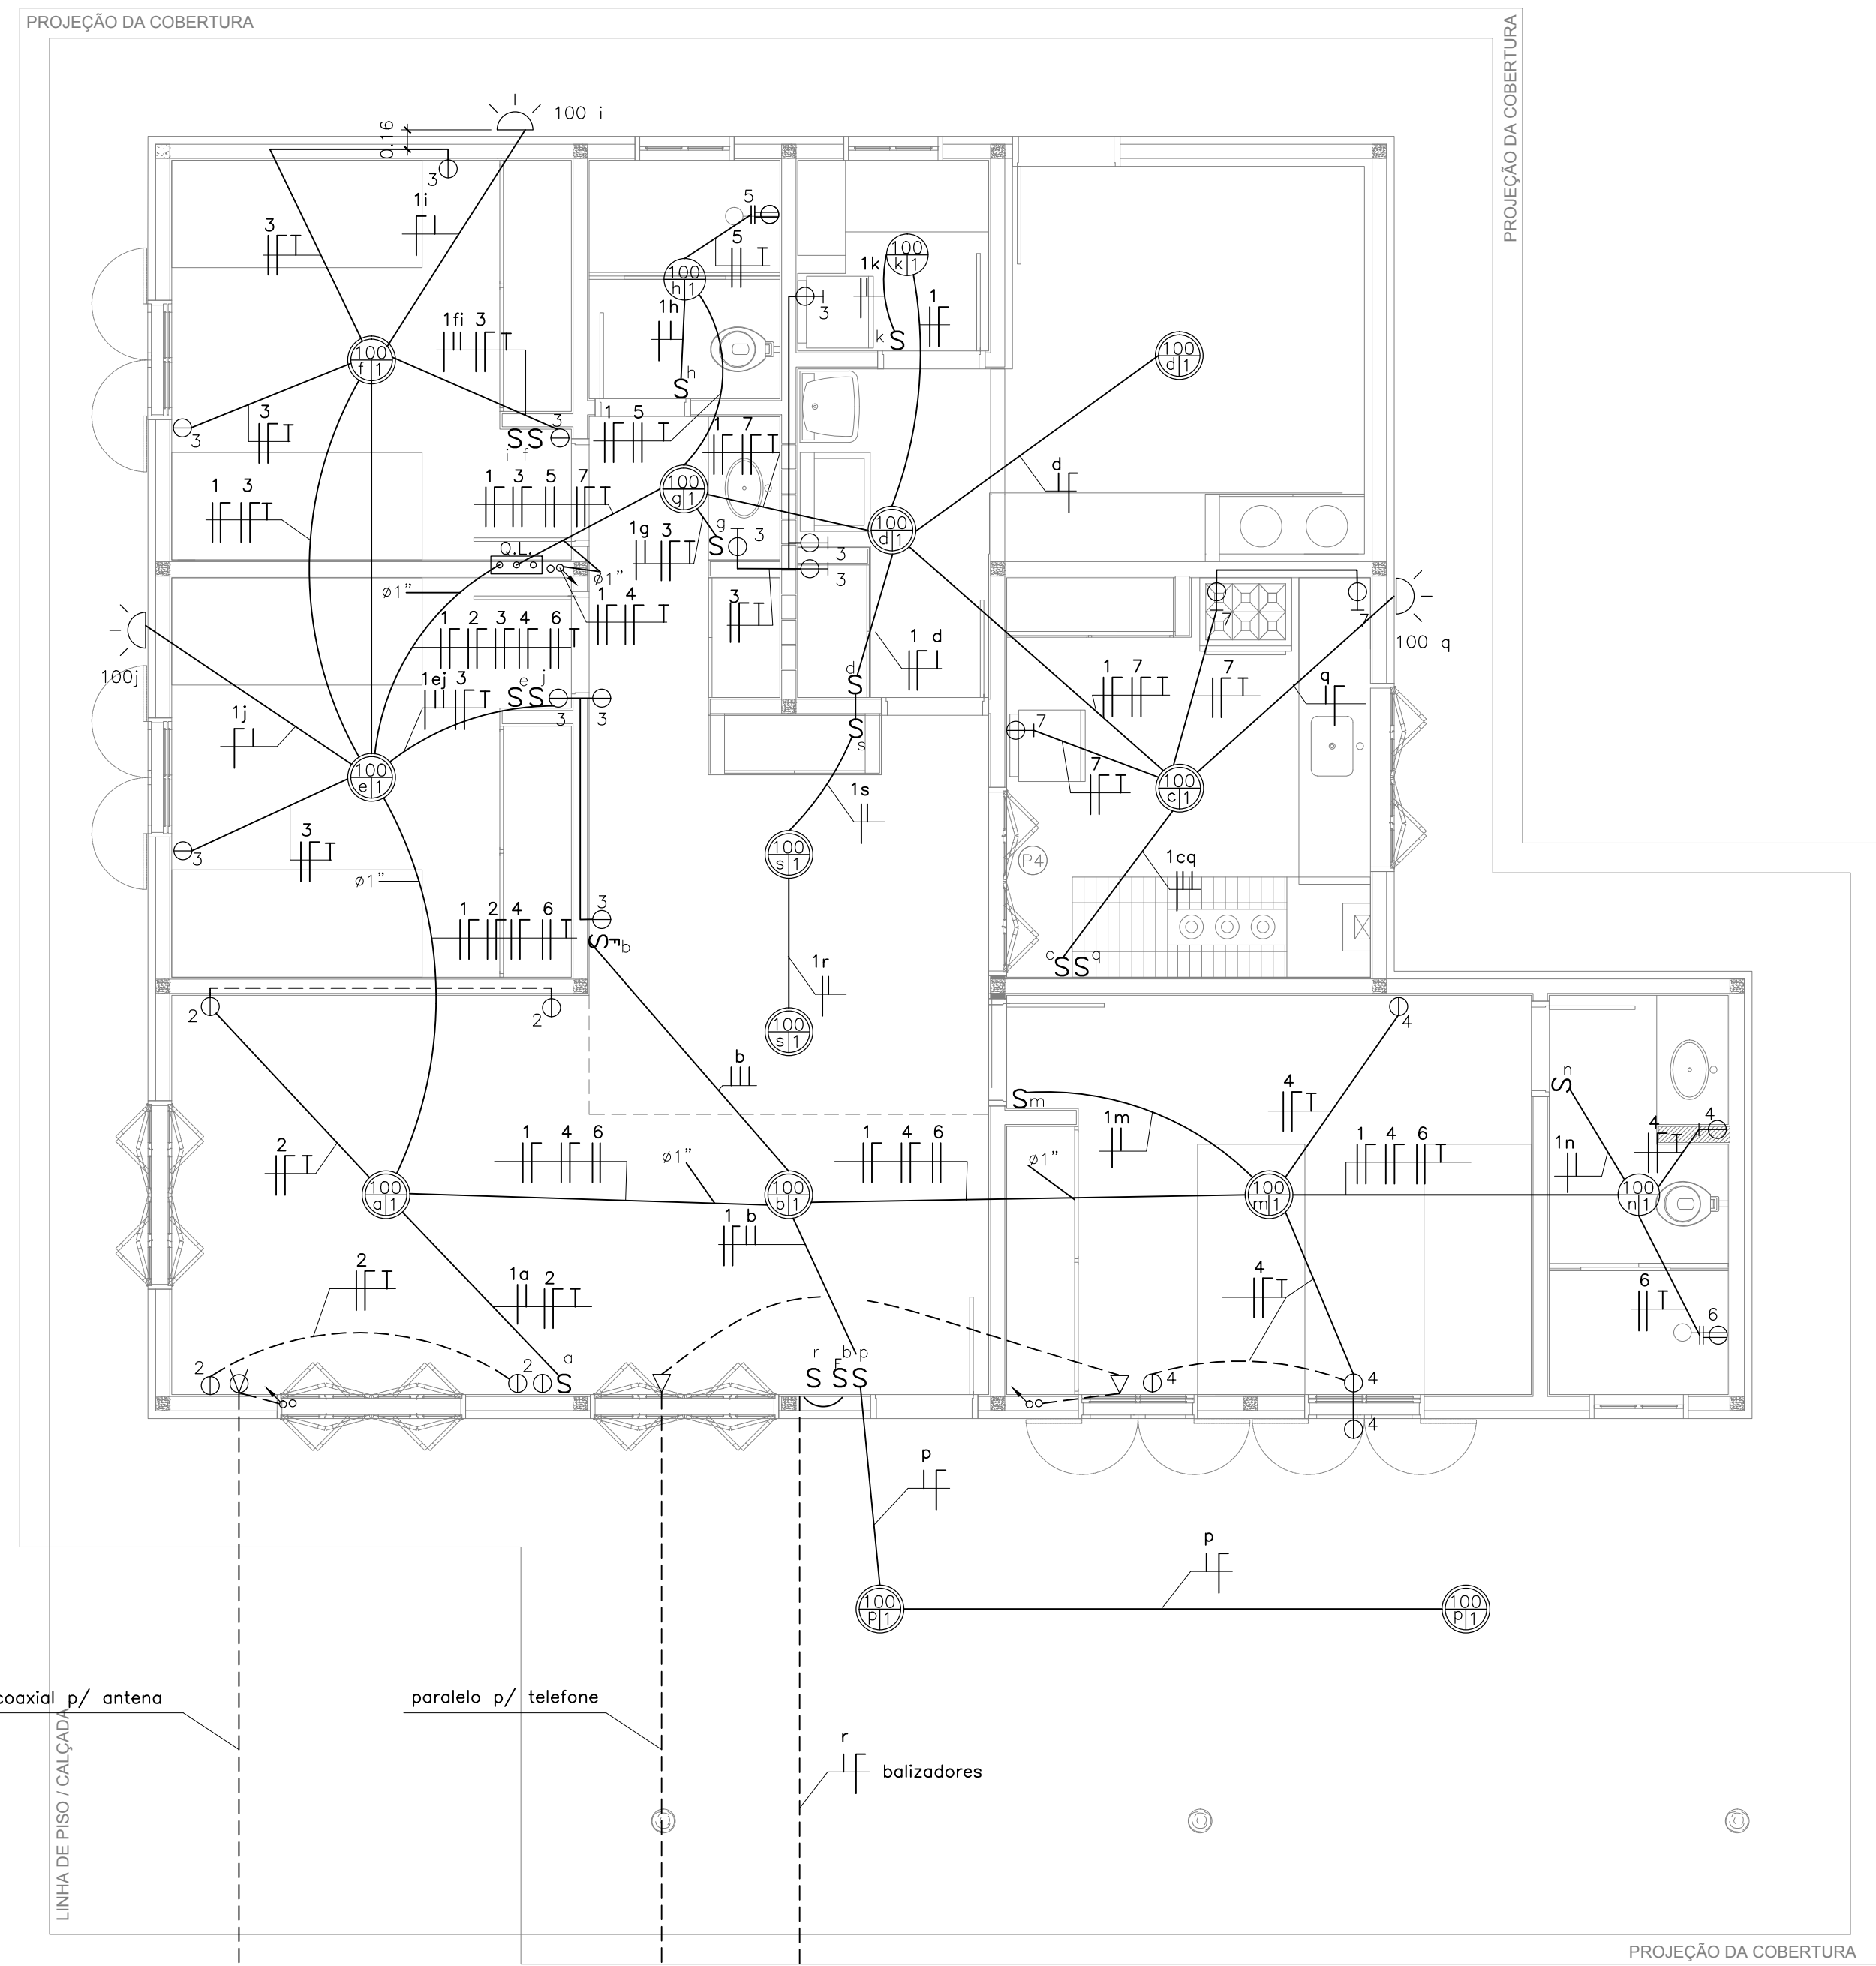 PROJEÇÃO DA COBERTURA
PROJEÇÃO DA COBERTURA
100 i
0.16
3
1i
3
5
5
100
h 1
100
k 1
1k
1
3
k S
1h
S h
1fi 3
100
f 1
100
d 1
3
3
3
S S
i f
1 5
1 7
1 3 5 7
100
g 1
d
1 3
1g 3
g
S
3
100
d 1
3
3
Q.L.
ø1"
ø1"
1 4
3
7
7
100 q
100j
1 2 3 4 6
1 d
1ej 3
e j
S S
3
3
d
S
S
s
1 7
7
q
1j
7
7
100
e 1
100
c 1
1s
3
3
100
s 1
P4
1cq
ø1"
1 2 4 6
3
S F b
c S S q
1r
2
2
100
s 1
4
b
S m
S n
4
1m
4
4
1n
2
1 4 6
ø1"
1 4 6
ø1"
1 4 6
100
a 1
100
b 1
100
m 1
100
n 1
1 b
2
1a 2
4
6
6
a
S
2
2
r
S
F b p
S S
4
4
4
p
p
100
p 1
100
p 1
coaxial p/ antena
paralelo p/ telefone
r
balizadores
LINHA DE PISO / CALÇADA
PROJEÇÃO DA COBERTURA